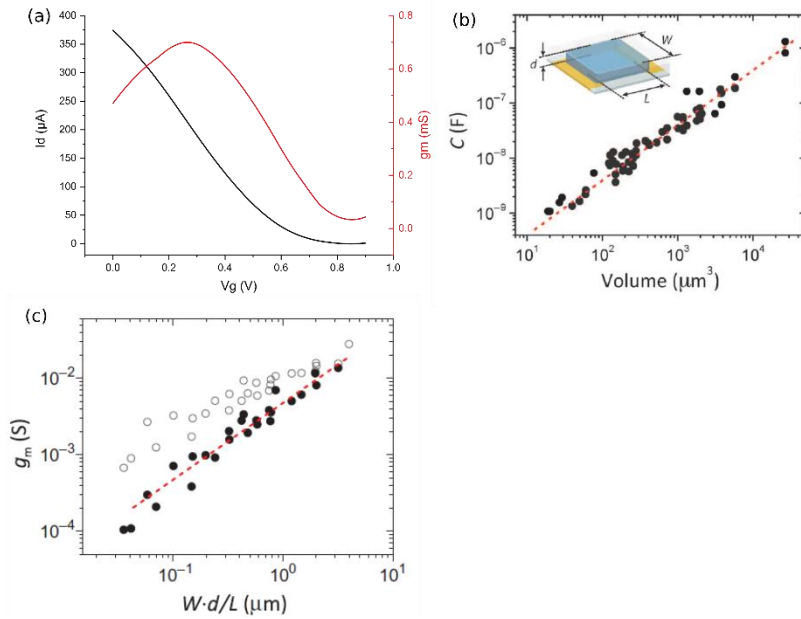 (a)
400
350
300
250
200
150
100
50
0
Id (µA)
0.8
0.6
0.4
0.2
0.0
gm (mS)
0.0 0.2 0.4 0.6 0.8 1.0
Vg (V)
(b)
10⁻⁶
10⁻⁷
10⁻⁸
10⁻⁹
C (F)
d
W
L
10¹ 10² 10³ 10⁴
Volume (µm³)
(c)
10⁻²
10⁻³
10⁻⁴
gₘ (S)
10⁻¹ 10⁰ 10¹
W·d/L (µm)